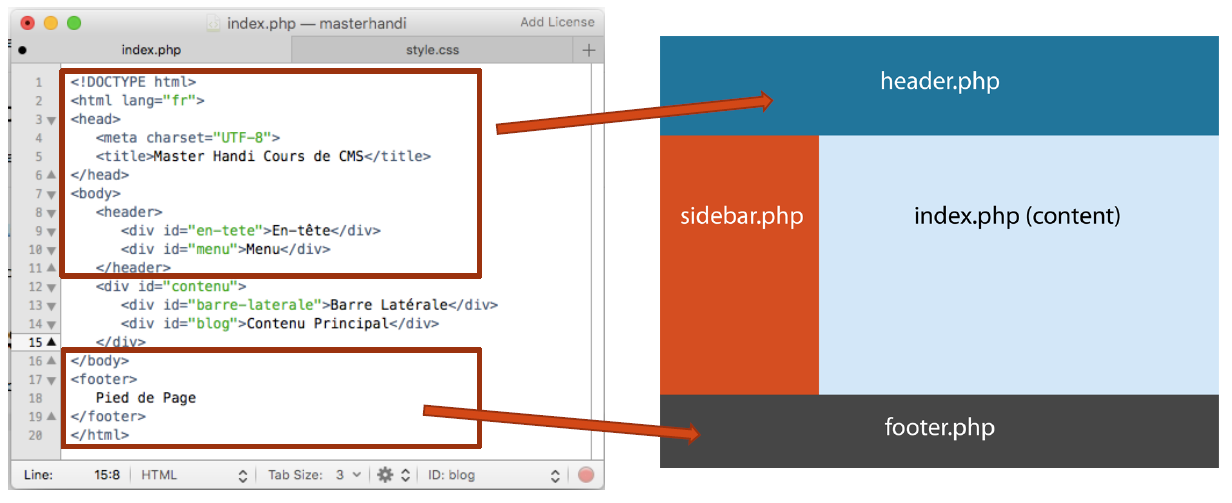 index.php — masterhandi
Add License
index.php
style.css
1 <!DOCTYPE html>
2 <html lang="fr">
3 <head>
4 <meta charset="UTF-8">
5 <title>Master Handi Cours de CMS</title>
6 </head>
7 <body>
8 <header>
9 <div id="en-tete">En-tête</div>
10 <div id="menu">Menu</div>
11 </header>
12 <div id="contenu">
13 <div id="barre-laterale">Barre Latérale</div>
14 <div id="blog">Contenu Principal</div>
15 </div>
16 </body>
17 <footer>
18 Pied de Page
19 </footer>
20 </html>
Line: 15:8 HTML Tab Size: 3 ID: blog
header.php
sidebar.php
index.php (content)
footer.php